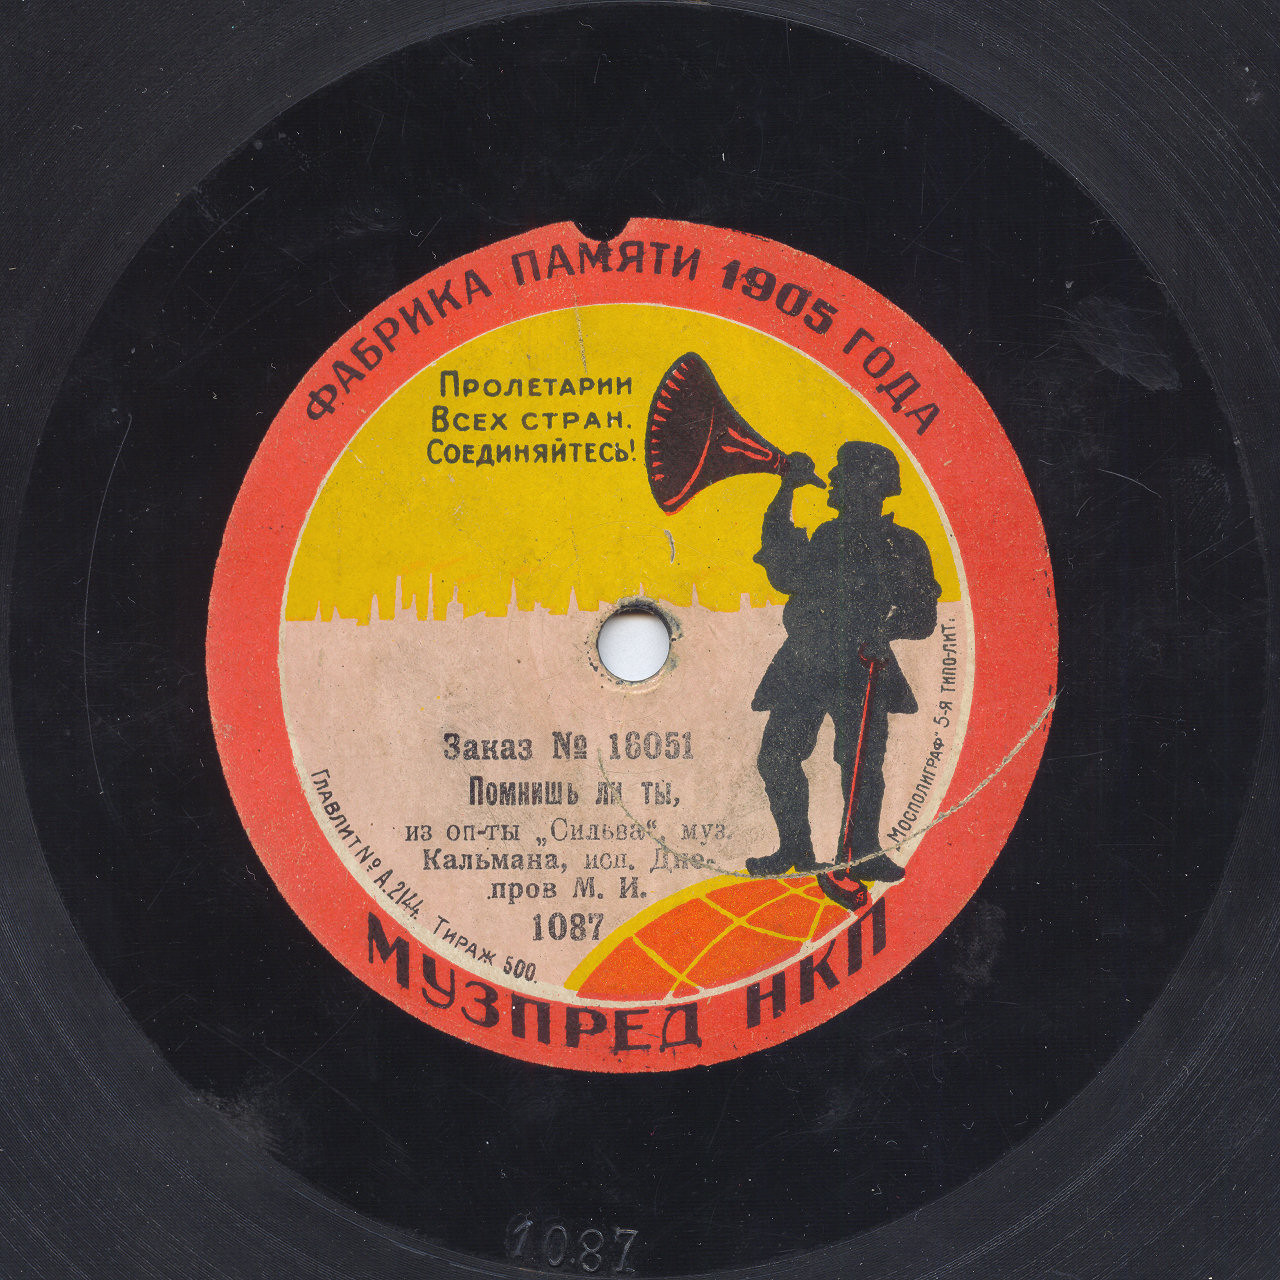 ФАБРИКА ПАМЯТИ 1905 ГОДА
ПРОЛЕТАРИИ
ВСЕХ СТРАН.
СОЕДИНЯЙТЕСЬ!
Заказ № 16051
Помнишь ли ты,
из оп-ты „Сильва“, муз.
Кальмана, исп. Дне-
пров М. И.
1087
ГЛАВЛИТ № А.2144. ТИРАЖ 500.
МОСПОЛИГРАФ" 5-Я ТИПО-ЛИТ.
МУЗПРЕД НКП
1087